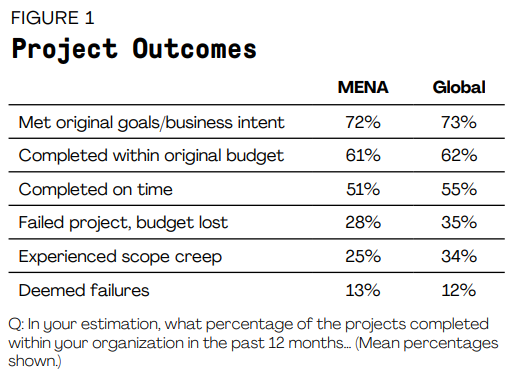 FIGURE 1
Project Outcomes
MENA Global
Met original goals/business intent 72% 73%
Completed within original budget 61% 62%
Completed on time 51% 55%
Failed project, budget lost 28% 35%
Experienced scope creep 25% 34%
Deemed failures 13% 12%
Q: In your estimation, what percentage of the projects completed
within your organization in the past 12 months... (Mean percentages
shown.)